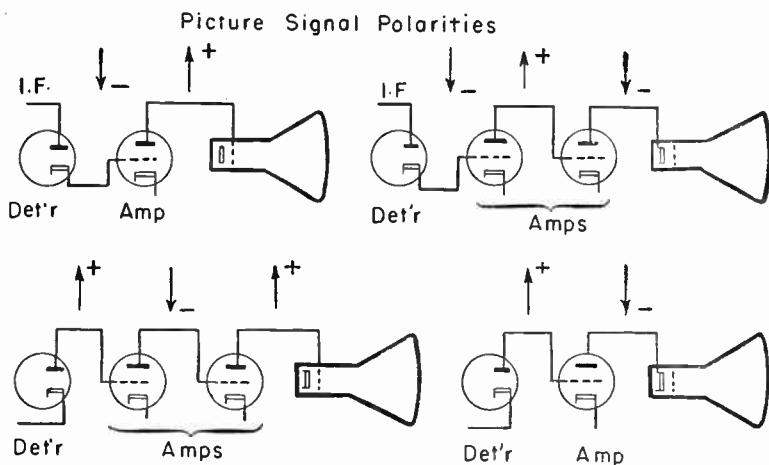 Picture Signal Polarities
− +
I.F.
Det'r Amp
− + −
I.F
Det'r Amps
+ − +
Det'r Amps
+ −
Det'r Amp